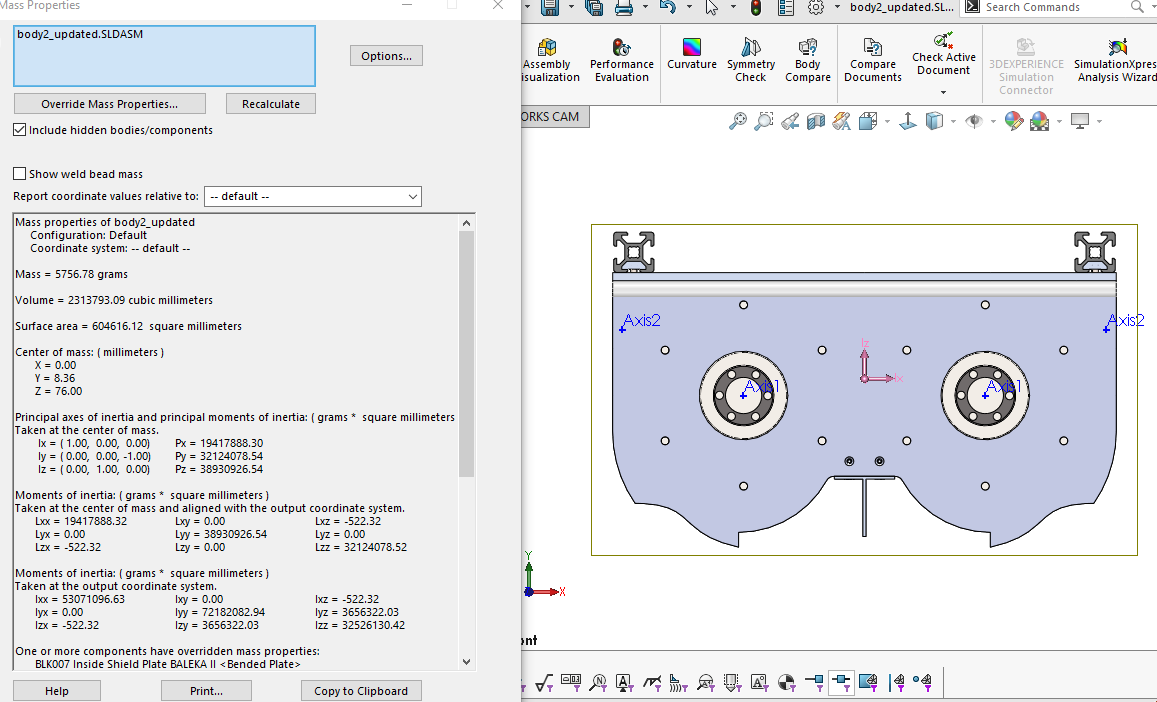 Mass Properties
body2_updated.SLDASM
Options...
Override Mass Properties...
Recalculate
Include hidden bodies/components
Show weld bead mass
Report coordinate values relative to:
-- default --
Mass properties of body2_updated
Configuration: Default
Coordinate system: -- default --
Mass = 5756.78 grams
Volume = 2313793.09 cubic millimeters
Surface area = 604616.12 square millimeters
Center of mass: ( millimeters )
X = 0.00
Y = 8.36
Z = 76.00
Principal axes of inertia and principal moments of inertia: ( grams * square millimeters
Taken at the center of mass.
Ix = ( 1.00, 0.00, 0.00) Px = 19417888.30
Iy = ( 0.00, 0.00, -1.00) Py = 32124078.54
Iz = ( 0.00, 1.00, 0.00) Pz = 38930926.54
Moments of inertia: ( grams * square millimeters )
Taken at the center of mass and aligned with the output coordinate system.
Lxx = 19417888.32 Lxy = 0.00 Lxz = -522.32
Lyx = 0.00 Lyy = 38930926.54 Lyz = 0.00
Lzx = -522.32 Lzy = 0.00 Lzz = 32124078.52
Moments of inertia: ( grams * square millimeters )
Taken at the output coordinate system.
Ixx = 53071096.63 Ixy = 0.00 Ixz = -522.32
Iyx = 0.00 Iyy = 72182082.94 Iyz = 3656322.03
Izx = -522.32 Izy = 3656322.03 Izz = 32526130.42
One or more components have overridden mass properties:
BLK007 Inside Shield Plate BALEKA II <Bended Plate>
Help
Print...
Copy to Clipboard
body2_updated.SL...
Search Commands
Assembly
isualization
Performance
Evaluation
Curvature
Symmetry
Check
Body
Compare
Compare
Documents
Check Active
Document
3DEXPERIENCE
Simulation
Connector
SimulationXpres
Analysis Wizard
ORKS CAM
Axis2
Axis2
Iz
Ix
Axis1
Axis1
Y
X
ont